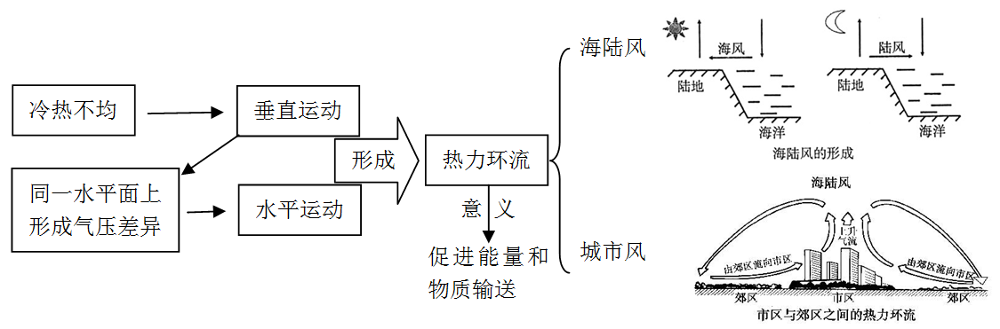 冷热不均
垂直运动
同一水平面上
形成气压差异
水平运动
形成
热力环流
意 义
促进能量和
物质输送
海陆风
城市风
海风
陆地
海洋
陆风
陆地
海洋
海陆风的形成
海陆风
上升
气流
由郊区流向市区
由郊区流向市区
郊区
市区
郊区
市区与郊区之间的热力环流